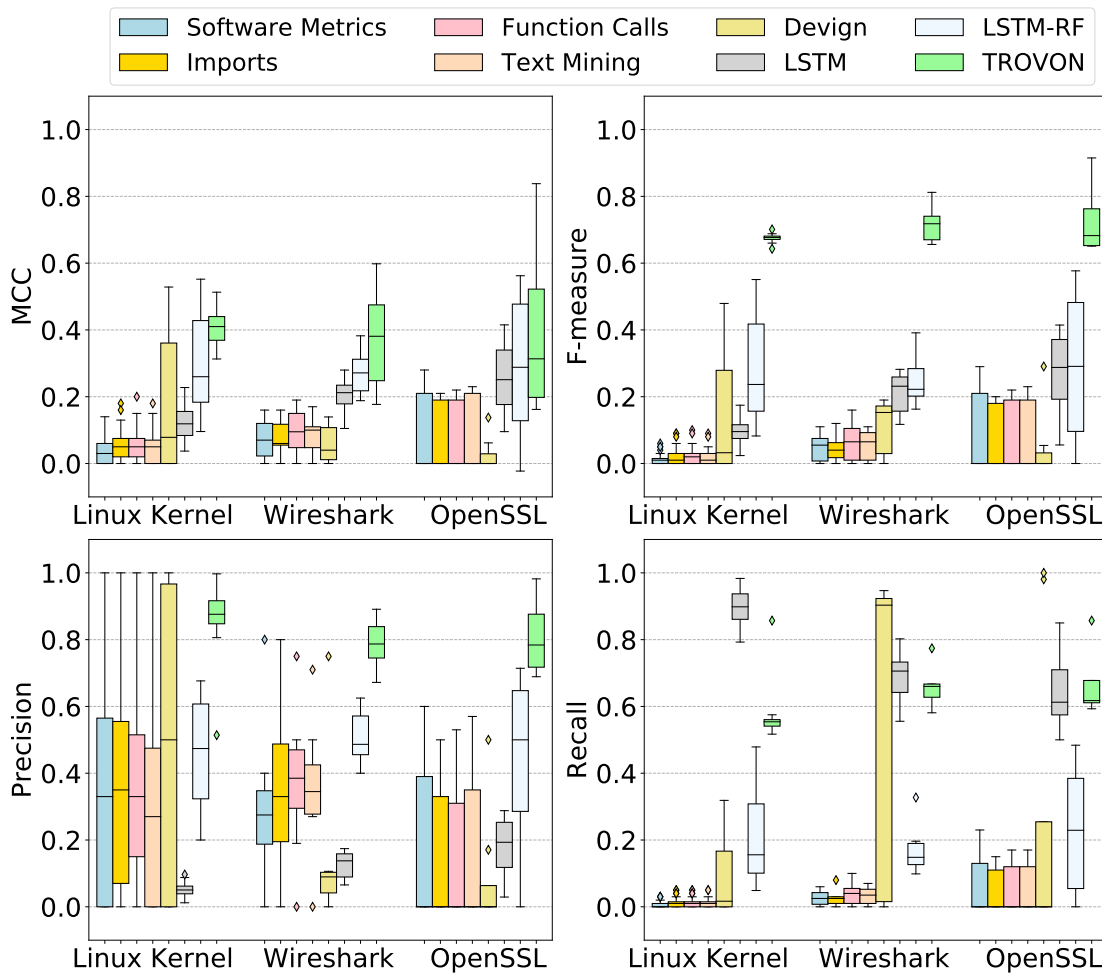 Software Metrics Function Calls Devign LSTM-RF
Imports Text Mining LSTM TROVON
1.0 1.0
0.8 0.8
0.6 0.6
0.4 0.4
0.2 0.2
0.0 0.0
MCC F-measure
Linux Kernel Wireshark OpenSSL Linux Kernel Wireshark OpenSSL
1.0 1.0
0.8 0.8
0.6 0.6
0.4 0.4
0.2 0.2
0.0 0.0
Precision Recall
Linux Kernel Wireshark OpenSSL Linux Kernel Wireshark OpenSSL